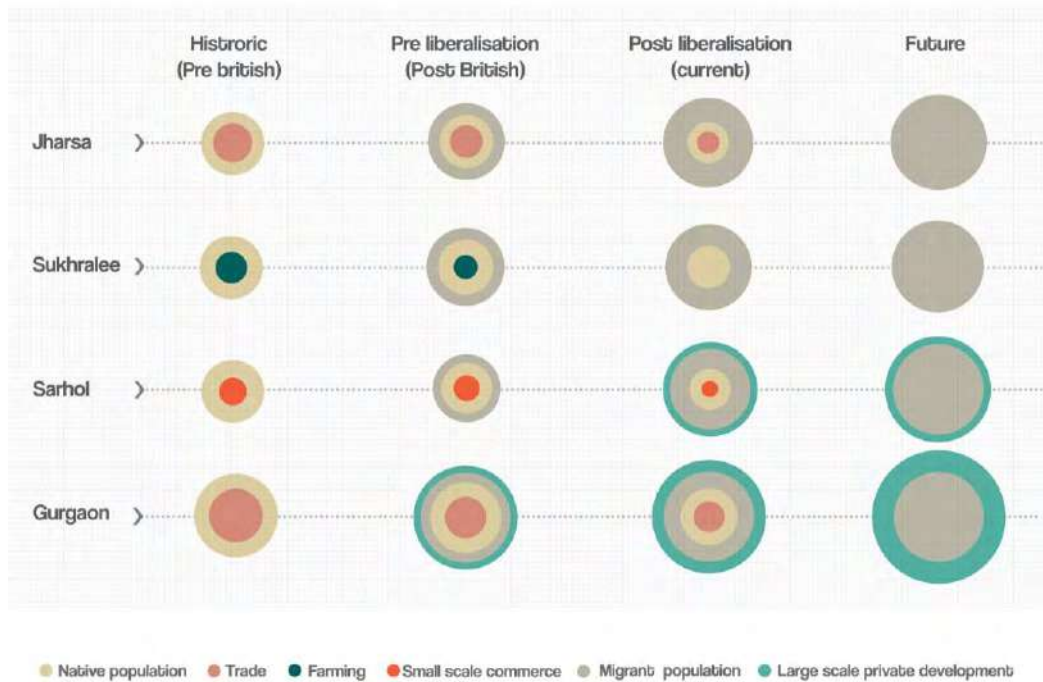 Histroric
(Pre british)
Pre liberalisation
(Post British)
Post liberalisation
(current)
Future
Jharsa
Sukhralee
Sarhol
Gurgaon
Native population Trade Farming Small scale commerce Migrant population Large scale private development